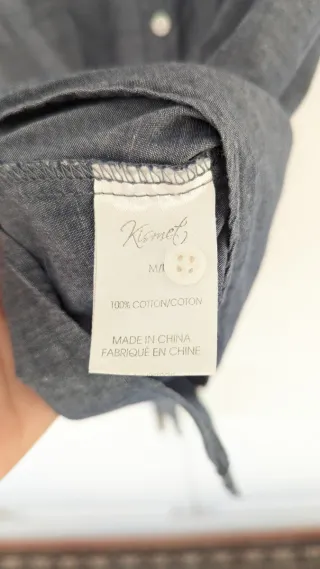 Kismet
M/
100% COTTON/COTON
MADE IN CHINA
FABRIQUÉ EN CHINE